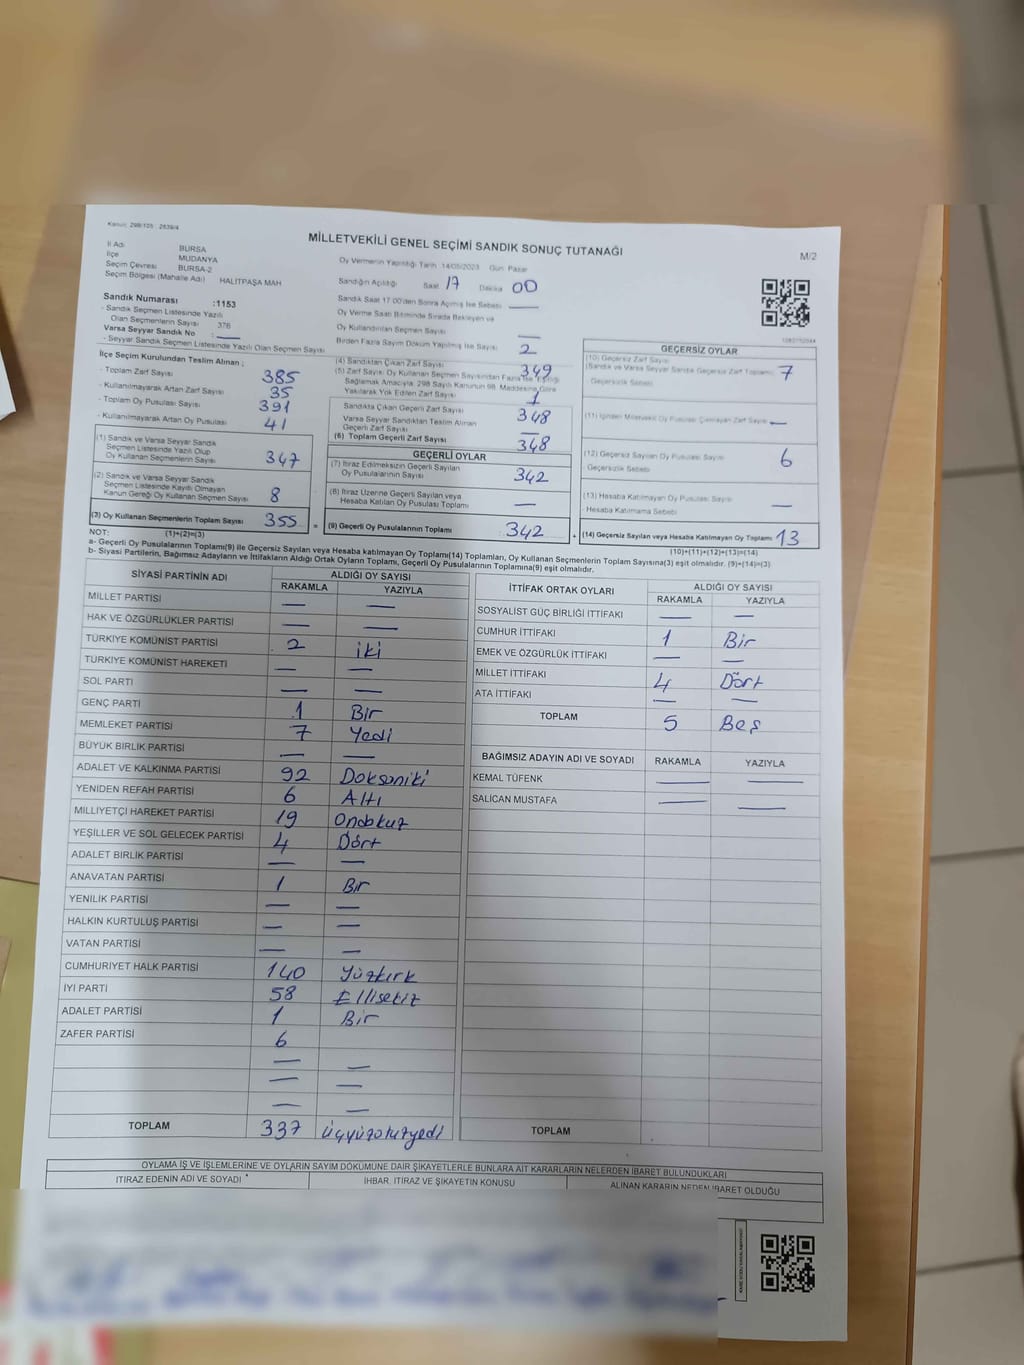 Kanun: 298/105 2839/4
MİLLETVEKİLİ GENEL SEÇİMİ SANDIK SONUÇ TUTANAĞI
M/2
İl Adı BURSA
İlçe MUDANYA
Seçim Çevresi BURSA-2
Seçim Bölgesi (Mahalle Adı) HALİTPAŞA MAH
Oy Vermenin Yapıldığı Tarih :14/05/2023 Gün: Pazar
Sandığın Açıldığı Saat 17 Dakika 00
Sandık Saat 17:00'den Sonra Açılmış İse Sebebi —
Oy Verme Saati Bitiminde Sırada Bekleyen ve
Oy Kullandırılan Seçmen Sayısı —
Birden Fazla Sayım Döküm Yapılmış İse Sayısı 2
Sandık Numarası :1153
- Sandık Seçmen Listesinde Yazılı
Olan Seçmenlerin Sayısı 376
Varsa Seyyar Sandık No : —
- Seyyar Sandık Seçmen Listesinde Yazılı Olan Seçmen Sayısı
İlçe Seçim Kurulundan Teslim Alınan ;
- Toplam Zarf Sayısı 385
- Kullanılmayarak Artan Zarf Sayısı 35
- Toplam Oy Pusulası Sayısı 391
- Kullanılmayarak Artan Oy Pusulası 41
(1) Sandık ve Varsa Seyyar Sandık
Seçmen Listesinde Yazılı Olup
Oy Kullanan Seçmenlerin Sayısı 347
(2) Sandık ve Varsa Seyyar Sandık
Seçmen Listesinde Kayıtlı Olmayan
Kanun Gereği Oy Kullanan Seçmen Sayısı 8
(3) Oy Kullanan Seçmenlerin Toplam Sayısı 355
(1)+(2)=(3)
(4) Sandıktan Çıkan Zarf Sayısı 349
(5) Zarf Sayısı Oy Kullanan Seçmen Sayısından Fazla İse Eşitliği
Sağlamak Amacıyla, 298 Sayılı Kanunun 98. Maddesine Göre
Yakılarak Yok Edilen Zarf Sayısı 1
Sandıkta Çıkan Geçerli Zarf Sayısı 348
Varsa Seyyar Sandıktan Teslim Alınan
Geçerli Zarf Sayısı —
(6) Toplam Geçerli Zarf Sayısı 348
GEÇERLİ OYLAR
(7) İtiraz Edilmeksizin Geçerli Sayılan
Oy Pusulalarının Sayısı 342
(8) İtiraz Üzerine Geçerli Sayılan veya
Hesaba Katılan Oy Pusulası Toplamı —
= (9) Geçerli Oy Pusulalarının Toplamı 342
GEÇERSİZ OYLAR
(10) Geçersiz Zarf Sayısı
(Sandık ve Varsa Seyyar Sandık Geçersiz Zarf Toplamı) 7
Geçersizlik Sebebi
(11) İçinden Milletvekili Oy Pusulası Çıkmayan Zarf Sayısı —
(12) Geçersiz Sayılan Oy Pusulası Sayısı 6
Geçersizlik Sebebi
(13) Hesaba Katılmayan Oy Pusulası Sayısı
- Hesaba Katılmama Sebebi —
+ (14) Geçersiz Sayılan veya Hesaba Katılmayan Oy Toplamı 13
(10)+(11)+(12)+(13)=(14)
NOT:
a- Geçerli Oy Pusulalarının Toplamı(9) ile Geçersiz Sayılan veya Hesaba katılmayan Oy Toplamı(14) Toplamları, Oy Kullanan Seçmenlerin Toplam Sayısına(3) eşit olmalıdır. (9)+(14)=(3)
b- Siyasi Partilerin, Bağımsız Adayların ve İttifakların Aldığı Ortak Oyların Toplamı, Geçerli Oy Pusulalarının Toplamına(9) eşit olmalıdır.
SİYASİ PARTİNİN ADI ALDIĞI OY SAYISI
RAKAMLA YAZIYLA
MİLLET PARTİSİ — —
HAK VE ÖZGÜRLÜKLER PARTİSİ — —
TÜRKİYE KOMÜNİST PARTİSİ 2 iki
TÜRKİYE KOMÜNİST HAREKETİ — —
SOL PARTİ — —
GENÇ PARTİ 1 Bir
MEMLEKET PARTİSİ 7 Yedi
BÜYÜK BİRLİK PARTİSİ — —
ADALET VE KALKINMA PARTİSİ 92 Doksaniki
YENİDEN REFAH PARTİSİ 6 Altı
MİLLİYETÇİ HAREKET PARTİSİ 19 Ondokuz
YEŞİLLER VE SOL GELECEK PARTİSİ 4 Dört
ADALET BİRLİK PARTİSİ — —
ANAVATAN PARTİSİ 1 Bir
YENİLİK PARTİSİ — —
HALKIN KURTULUŞ PARTİSİ — —
VATAN PARTİSİ — —
CUMHURİYET HALK PARTİSİ 140 Yüzkırk
İYİ PARTİ 58 Ellisekiz
ADALET PARTİSİ 1 Bir
ZAFER PARTİSİ 6
— —
— —
— —
TOPLAM 337 üçyüzotuzyedi
İTTİFAK ORTAK OYLARI ALDIĞI OY SAYISI
RAKAMLA YAZIYLA
SOSYALİST GÜÇ BİRLİĞİ İTTİFAKI — —
CUMHUR İTTİFAKI 1 Bir
EMEK VE ÖZGÜRLÜK İTTİFAKI — —
MİLLET İTTİFAKI 4 Dört
ATA İTTİFAKI — —
TOPLAM 5 Beş
BAĞIMSIZ ADAYIN ADI VE SOYADI RAKAMLA YAZIYLA
KEMAL TÜFENK — —
SALİCAN MUSTAFA — —
TOPLAM
OYLAMA İŞ VE İŞLEMLERİNE VE OYLARIN SAYIM DÖKÜMÜNE DAİR ŞİKAYETLERLE BUNLARA AİT KARARLARIN NELERDEN İBARET BULUNDUKLARI
İTİRAZ EDENİN ADI VE SOYADI İHBAR, İTİRAZ VE ŞİKAYETİN KONUSU ALINAN KARARIN NEDEN İBARET OLDUĞU